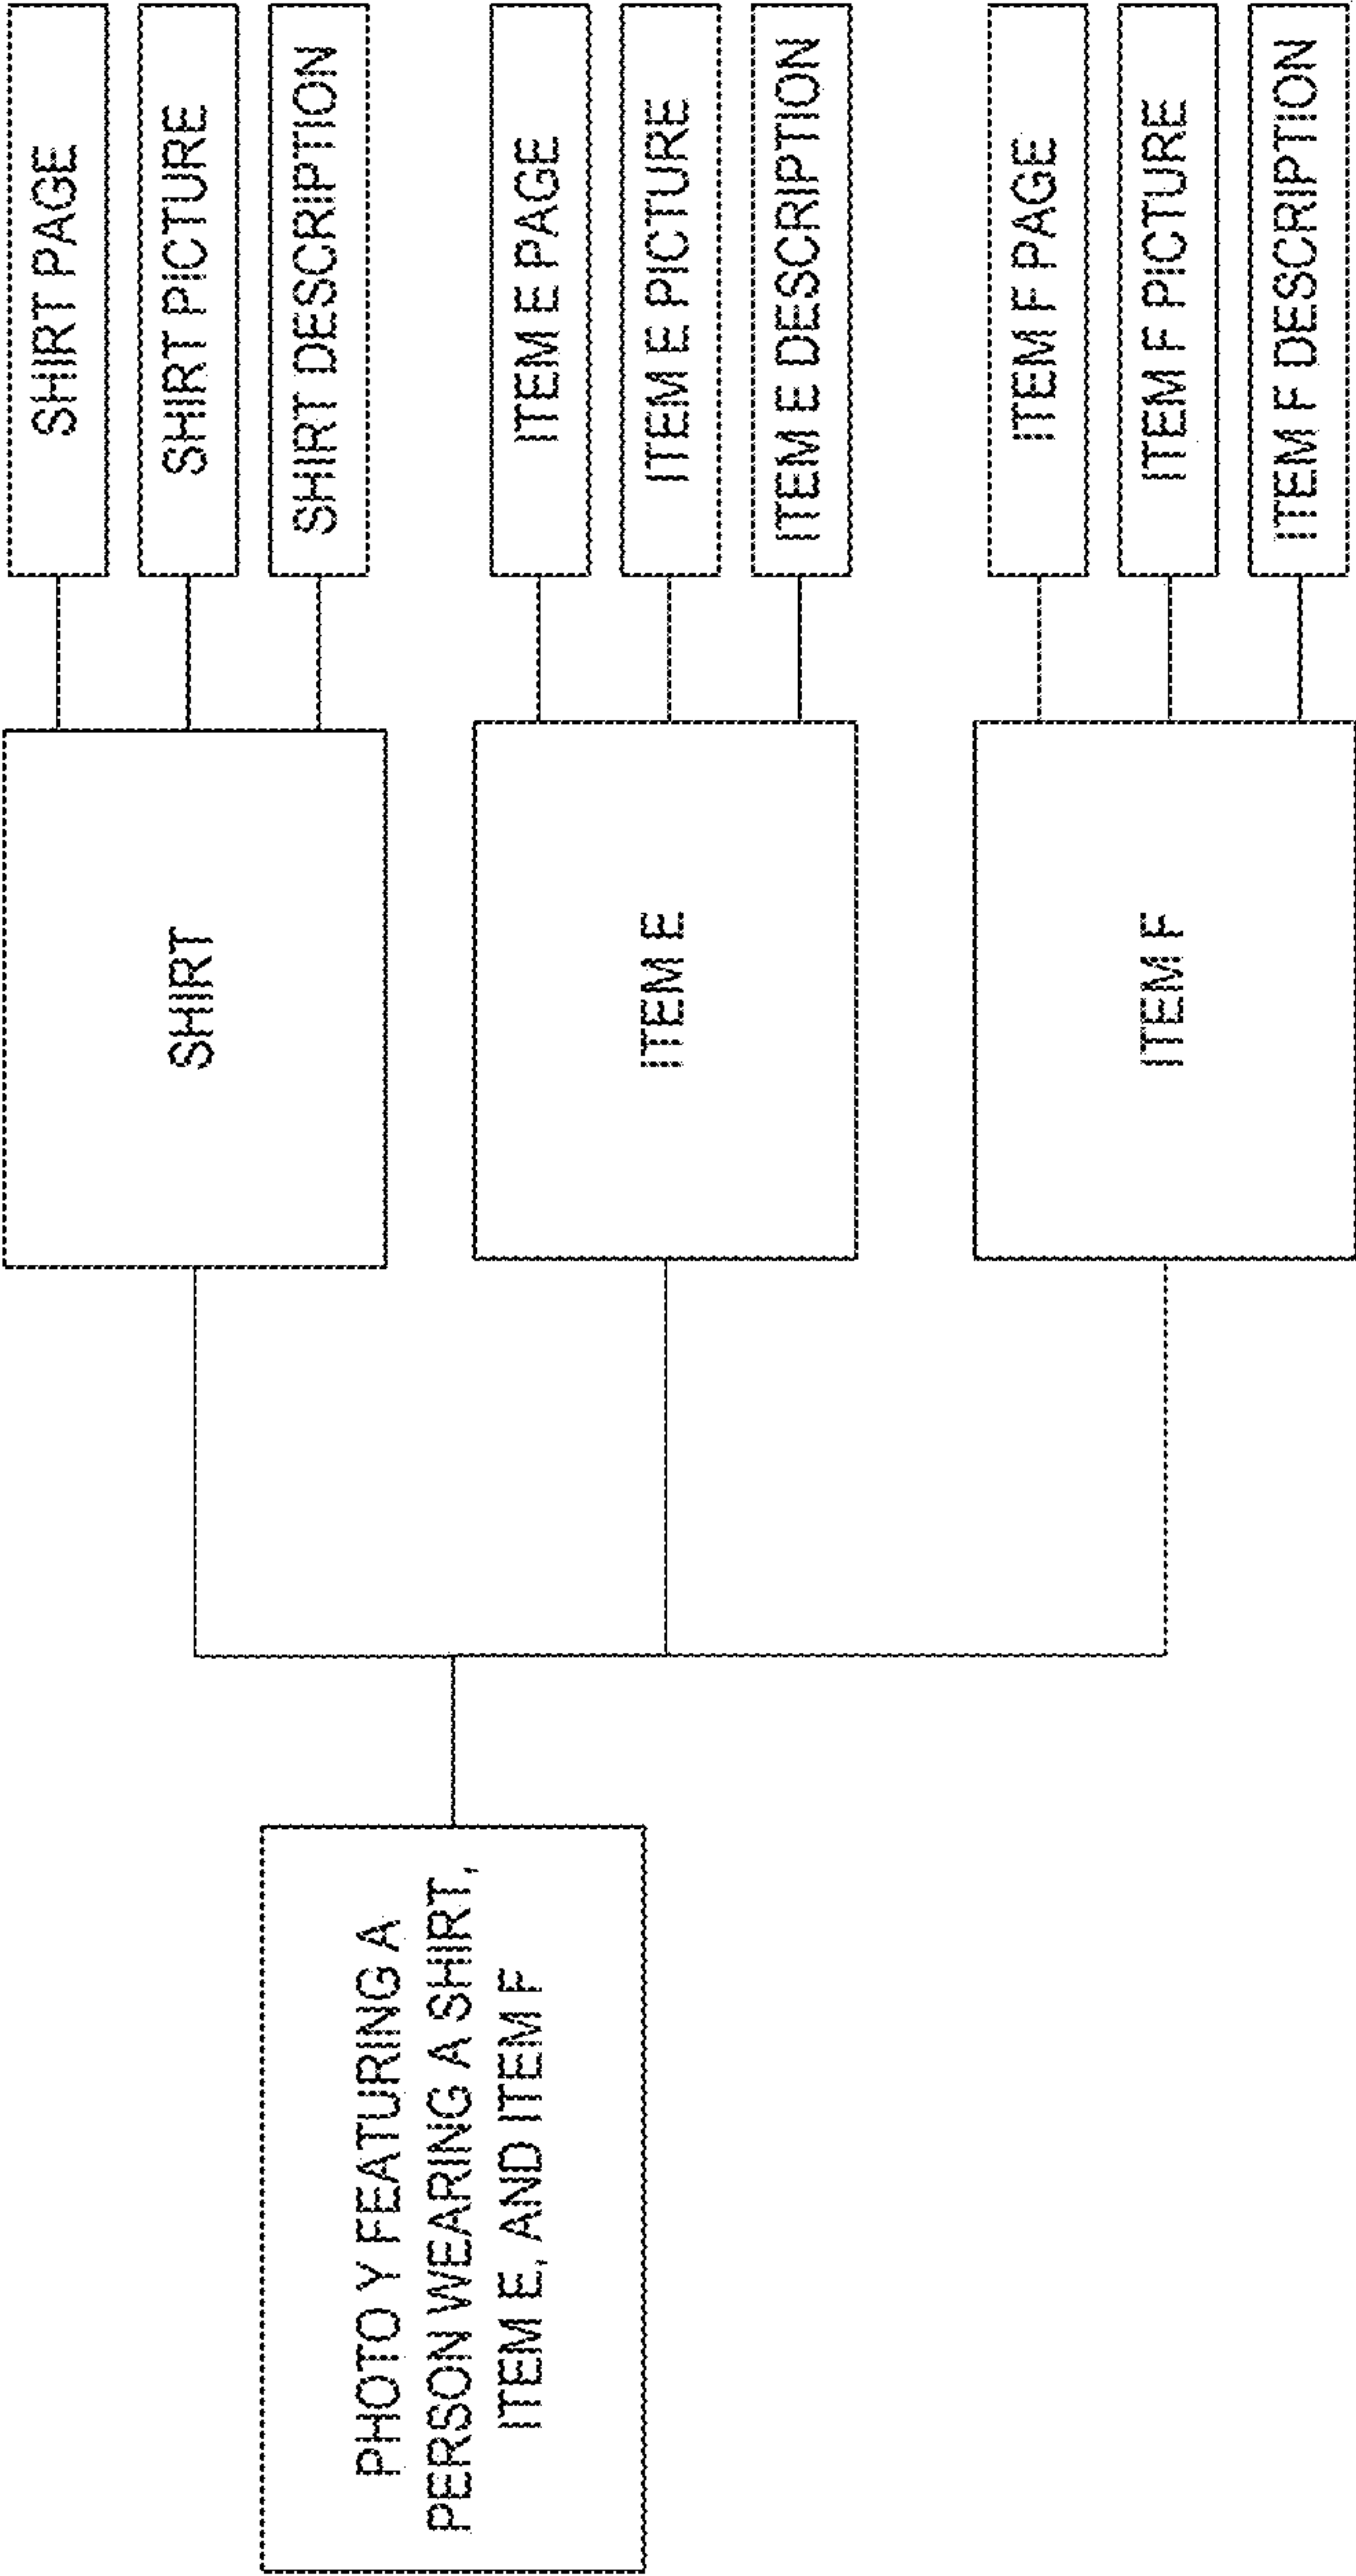 PHOTO Y FEATURING A
PERSON WEARING A SHIRT,
ITEM E, AND ITEM F
SHIRT
SHIRT PAGE
SHIRT PICTURE
SHIRT DESCRIPTION
ITEM E
ITEM E PAGE
ITEM E PICTURE
ITEM E DESCRIPTION
ITEM F
ITEM F PAGE
ITEM F PICTURE
ITEM F DESCRIPTION